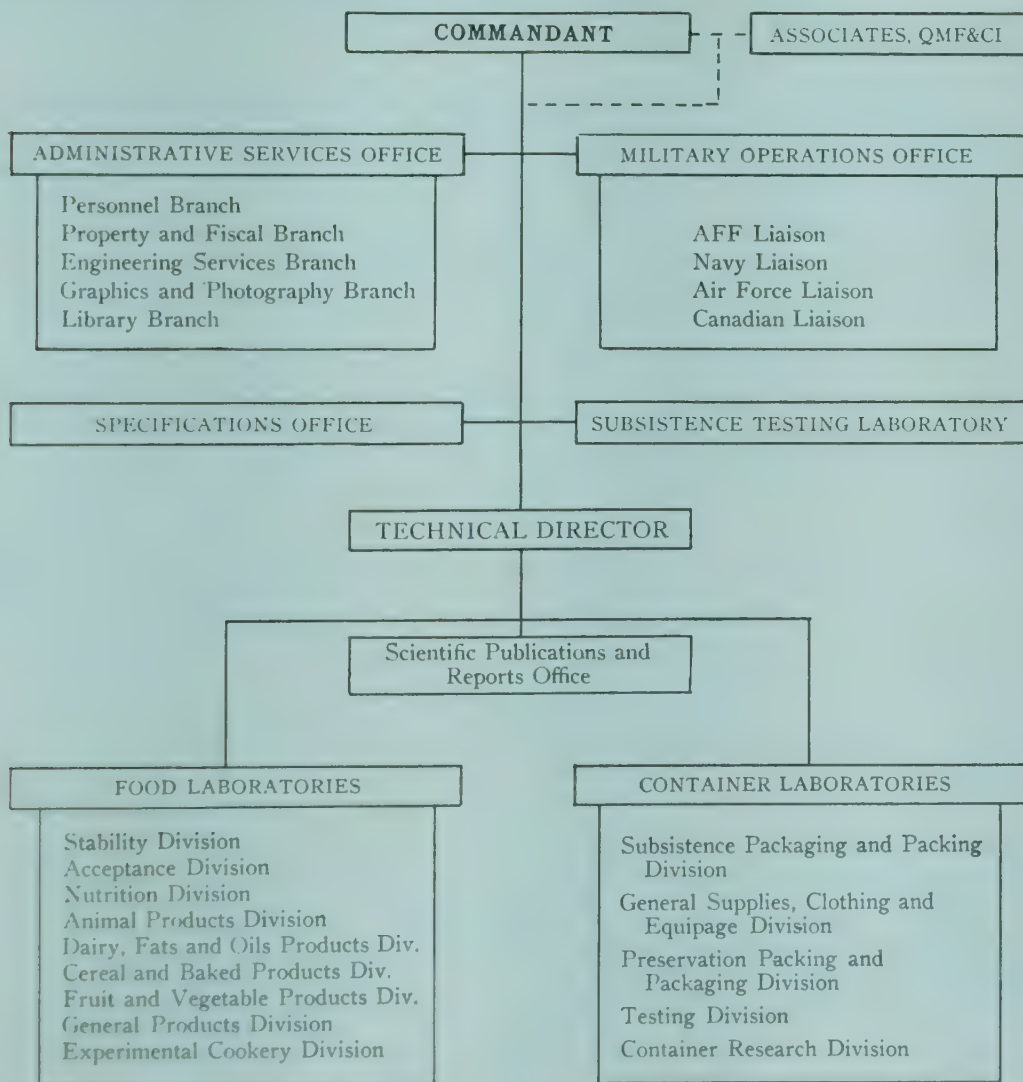 COMMANDANT
ASSOCIATES, QMF&CI
ADMINISTRATIVE SERVICES OFFICE
Personnel Branch
Property and Fiscal Branch
Engineering Services Branch
Graphics and Photography Branch
Library Branch
MILITARY OPERATIONS OFFICE
AFF Liaison
Navy Liaison
Air Force Liaison
Canadian Liaison
SPECIFICATIONS OFFICE
SUBSISTENCE TESTING LABORATORY
TECHNICAL DIRECTOR
Scientific Publications and
Reports Office
FOOD LABORATORIES
Stability Division
Acceptance Division
Nutrition Division
Animal Products Division
Dairy, Fats and Oils Products Div.
Cereal and Baked Products Div.
Fruit and Vegetable Products Div.
General Products Division
Experimental Cookery Division
CONTAINER LABORATORIES
Subsistence Packaging and Packing
Division
General Supplies, Clothing and
Equipage Division
Preservation Packing and
Packaging Division
Testing Division
Container Research Division